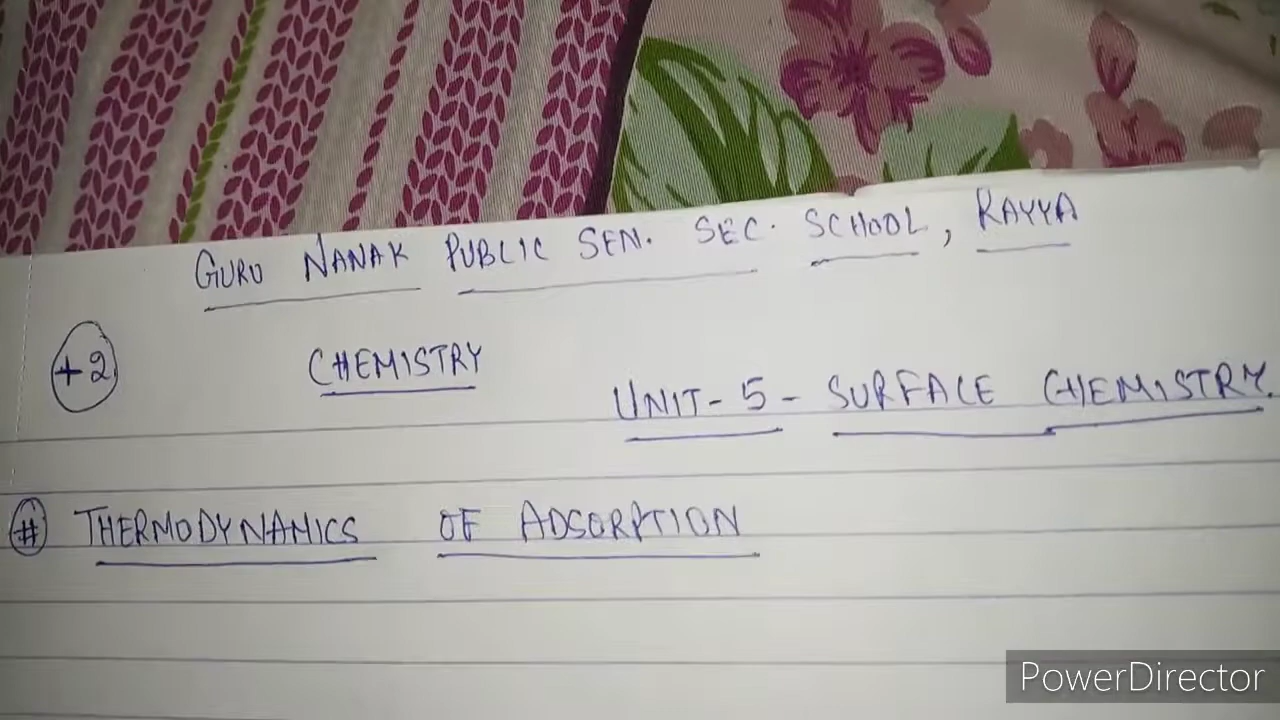 GURU NANAK PUBLIC SEN. SEC. SCHOOL, RAYYA
+2 CHEMISTRY
UNIT-5- SURFACE CHEMISTRY.
# THERMODYNAMICS OF ADSORPTION
PowerDirector